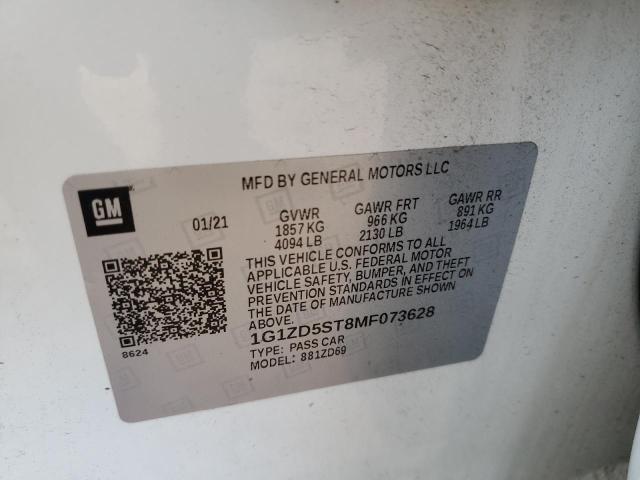 MFD BY GENERAL MOTORS LLC
GM
01/21 GVWR GAWR FRT GAWR RR
1857 KG 966 KG 891 KG
4094 LB 2130 LB 1964 LB
THIS VEHICLE CONFORMS TO ALL
APPLICABLE U.S. FEDERAL MOTOR
VEHICLE SAFETY, BUMPER, AND THEFT
PREVENTION STANDARDS IN EFFECT ON
THE DATE OF MANUFACTURE SHOWN
ABOVE.
8624
1G1ZD5ST8MF073628
TYPE: PASS CAR
MODEL: 881ZD69